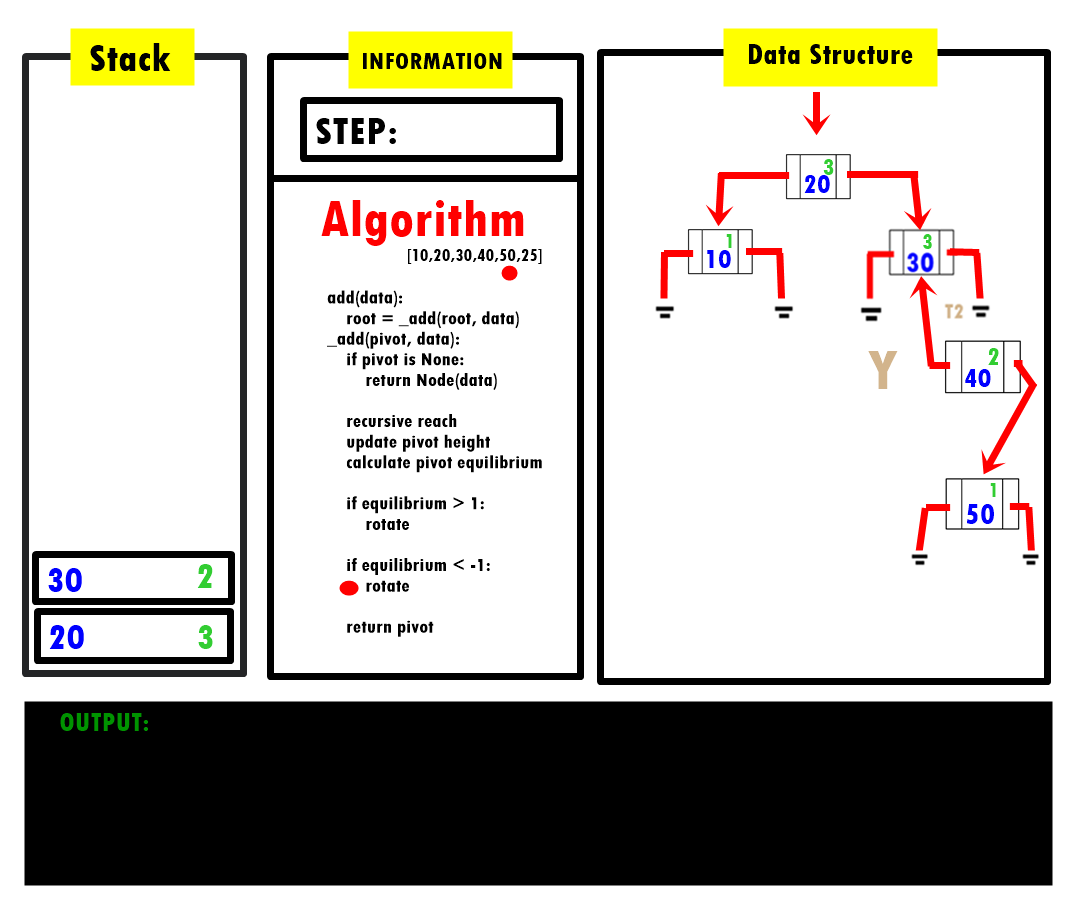 Stack
30 2
20 3
INFORMATION
STEP:
Algorithm
[10,20,30,40,50,25]
add(data):
root = _add(root, data)
_add(pivot, data):
if pivot is None:
return Node(data)
recursive reach
update pivot height
calculate pivot equilibrium
if equilibrium > 1:
rotate
if equilibrium < -1:
rotate
return pivot
Data Structure
3
20
1
10
3
30
T2
Y
2
40
1
50
OUTPUT: